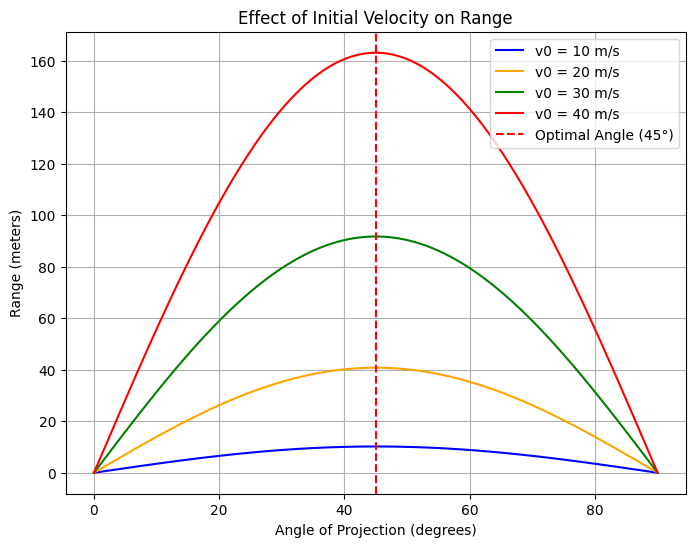 Effect of Initial Velocity on Range
v0 = 10 m/s
v0 = 20 m/s
v0 = 30 m/s
v0 = 40 m/s
Optimal Angle (45°)
Range (meters)
160
140
120
100
80
60
40
20
0
0 20 40 60 80
Angle of Projection (degrees)